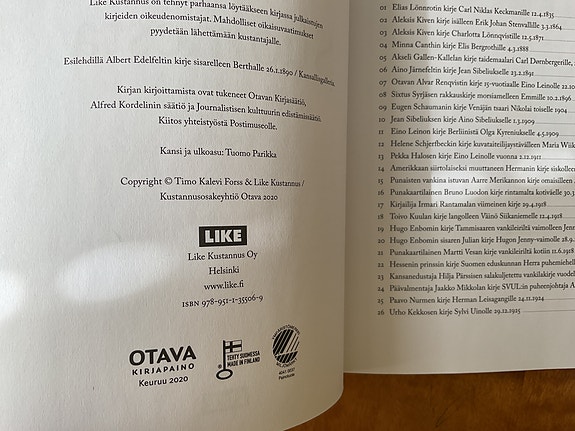 Like Kustannus on tehnyt parhaansa löytääkseen kirjassa julkaistujen
kirjeiden oikeudenomistajat. Mahdolliset oikaisuvaatimukset
pyydetään lähettämään kustantajalle.
Esilehdillä Albert Edelfeltin kirje sisarelleen Berthalle 26.1.1890 / Kansallisgalleria.
Kirjan kirjoittamista ovat tukeneet Otavan Kirjasäätiö,
Alfred Kordelinin säätiö ja Journalistisen kulttuurin edistämissäätiö.
Kiitos yhteistyöstä Postimuseolle.
Kansi ja ulkoasu: Tuomo Parikka
Copyright © Timo Kalevi Forss & Like Kustannus /
Kustannusosakeyhtiö Otava 2020
LIKE
Like Kustannus Oy
Helsinki
www.like.fi
ISBN 978-951-1-35506-9
OTAVA
KIRJAPAINO
Keuruu 2020
TEHTY SUOMESSA
MADE IN FINLAND
01 Elias Lönnrotin kirje Carl Niklas Keckmanille 12.4.1835
02 Aleksis Kiven kirje isälleen Erik Johan Stenvallille 3.3.1864
03 Aleksis Kiven kirje Charlotta Lönnqvistille 12.5.1871
04 Minna Canthin kirje Elis Bergrothille 4.3.1888
05 Akseli Gallen-Kallelan kirje taidemaalari Carl Dørnbergerille,
06 Aino Järnefeltin kirje Jean Sibeliukselle 23.2.1891
07 Otavan Alvar Renqvistin kirje 15-vuotiaalle Eino Leinolle
08 Sixtus Syrjäsen rakkauskirje morsiamelleen Emmille 10.2.1896
09 Eugen Schaumanin kirje Venäjän tsaari Nikolai toiselle 1904
10 Jean Sibeliuksen kirje Aino Sibeliukselle 1.3.1909
11 Eino Leinon kirje Berliinistä Olga Kyreniukselle 4.5.1909
12 Helene Schjerfbeckin kirje kuvataiteilijaystävälleen Maria Wiik
13 Pekka Halosen kirje Eino Leinolle vuonna 2.12.1911
14 Amerikkaan siirtolaiseksi muuttaneen Hermanin kirje siskolleen
15 Punaisten vankina istuvan Aarre Merikannon kirje omaisilleen
16 Punakaartilainen Bruno Luodon kirje rintamalta kotiväelle 30.3
17 Kirjailija Irmari Rantamalan viimeinen kirje 29.4.1918
18 Toivo Kuulan kirje langolleen Väinö Siikaniemelle 12.4.1918
19 Hugo Enbomin kirje Tammisaaren vankileiriltä vaimolleen Jenn
20 Hugo Enbomin sisaren Julian kirje Hugon Jenny-vaimolle 28.9.
21 Punakaartilainen Martti Vesan kirje vankileiriltä kotiin 11.6.1918
22 Hessenin prinssin kirje Suomen eduskunnan Herra puhemiehell
23 Kansanedustaja Hilja Pärssisen salakuljetettu vankilakirje vuodel
24 Päävalmentaja Jaakko Mikkolan kirje SVUL:n puheenjohtaja A
25 Paavo Nurmen kirje Herman Leisagangille 24.11.1924
26 Urho Kekkosen kirje Sylvi Uinolle 29.12.1925